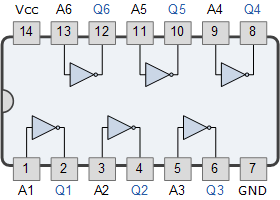 Vcc A6 Q6 A5 Q5 A4 Q4
14 13 12 11 10 9 8
1 2 3 4 5 6 7
A1 Q1 A2 Q2 A3 Q3 GND